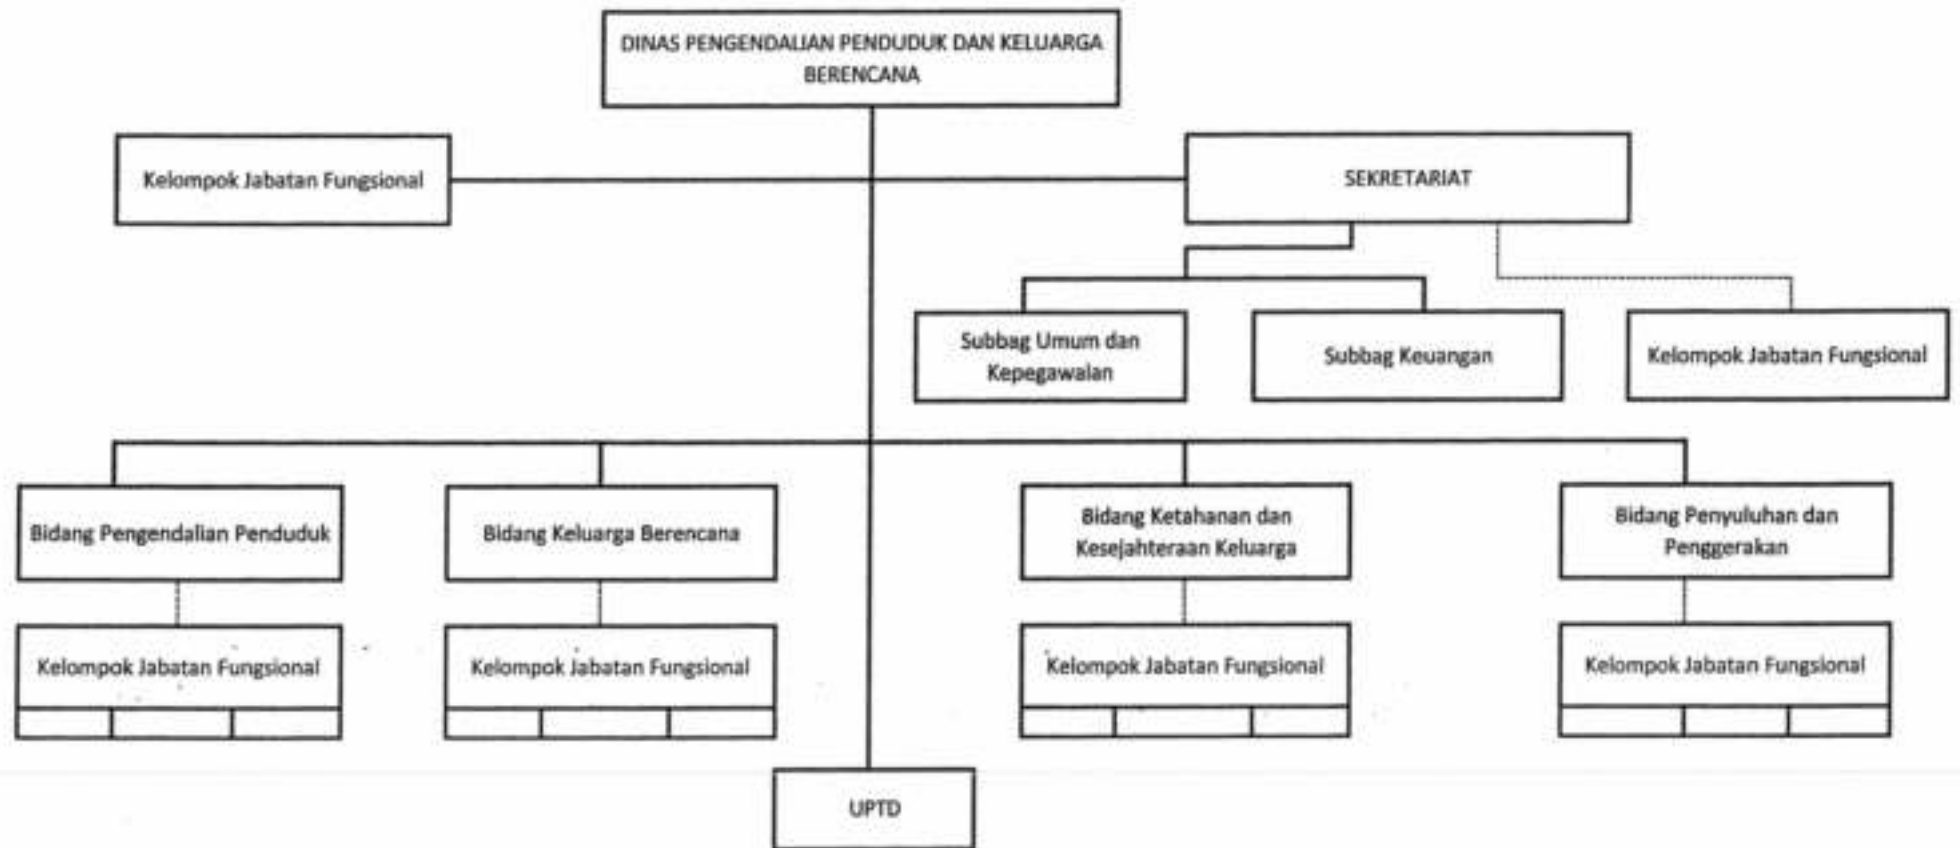 DINAS PENGENDALIAN PENDUDUK DAN KELUARGA
BERENCANA
Kelompok Jabatan Fungsional
SEKRETARIAT
Subbag Umum dan
Kepegawaian
Subbag Keuangan
Kelompok Jabatan Fungsional
Bidang Pengendalian Penduduk
Bidang Keluarga Berencana
Bidang Ketahanan dan
Kesejahteraan Keluarga
Bidang Penyuluhan dan
Penggerakan
Kelompok Jabatan Fungsional
Kelompok Jabatan Fungsional
Kelompok Jabatan Fungsional
Kelompok Jabatan Fungsional
UPTD